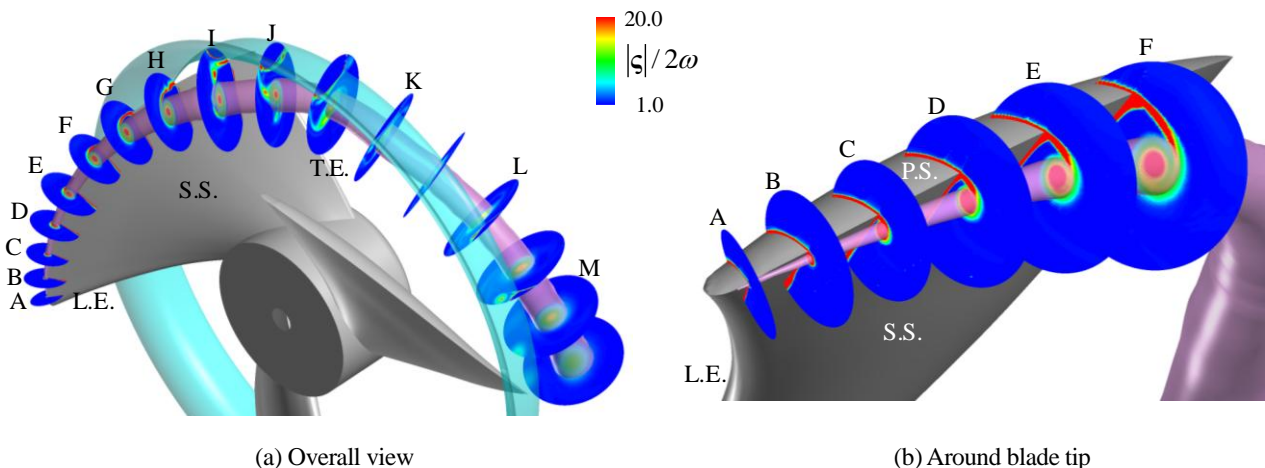 A
B
C
D
E
F
G
H
I
J
K
L
M
S.S.
T.E.
L.E.
20.0
|ς| / 2ω
1.0
A
B
C
D
E
F
P.S.
S.S.
L.E.
(a) Overall view
(b) Around blade tip